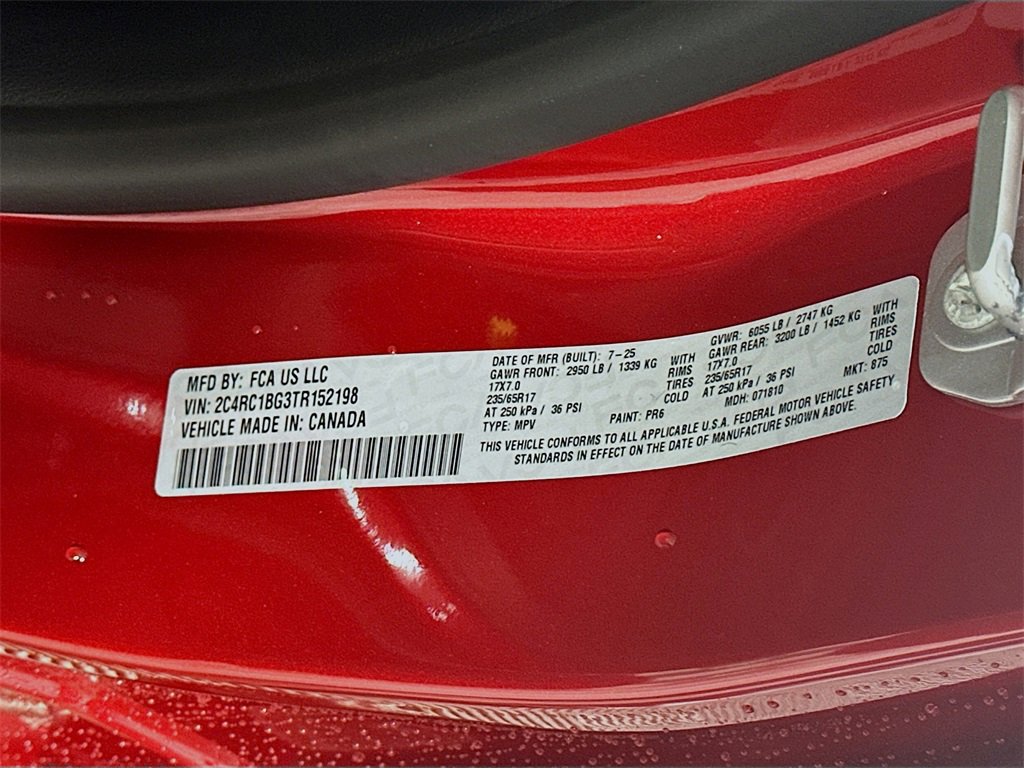 MFD BY: FCA US LLC
VIN: 2C4RC1BG3TR152198
VEHICLE MADE IN: CANADA
DATE OF MFR (BUILT): 7-25
GAWR FRONT: 2950 LB / 1339 KG WITH
17X7.0 RIMS
235/65R17 TIRES
AT 250 kPa / 36 PSI COLD
TYPE: MPV PAINT: PR6
GVWR: 6055 LB / 2747 KG
GAWR REAR: 3200 LB / 1452 KG WITH
17X7.0 RIMS
235/65R17 TIRES
AT 250 kPa / 36 PSI COLD
MDH: 071810 MKT: 875
THIS VEHICLE CONFORMS TO ALL APPLICABLE U.S.A. FEDERAL MOTOR VEHICLE SAFETY
STANDARDS IN EFFECT ON THE DATE OF MANUFACTURE SHOWN ABOVE.